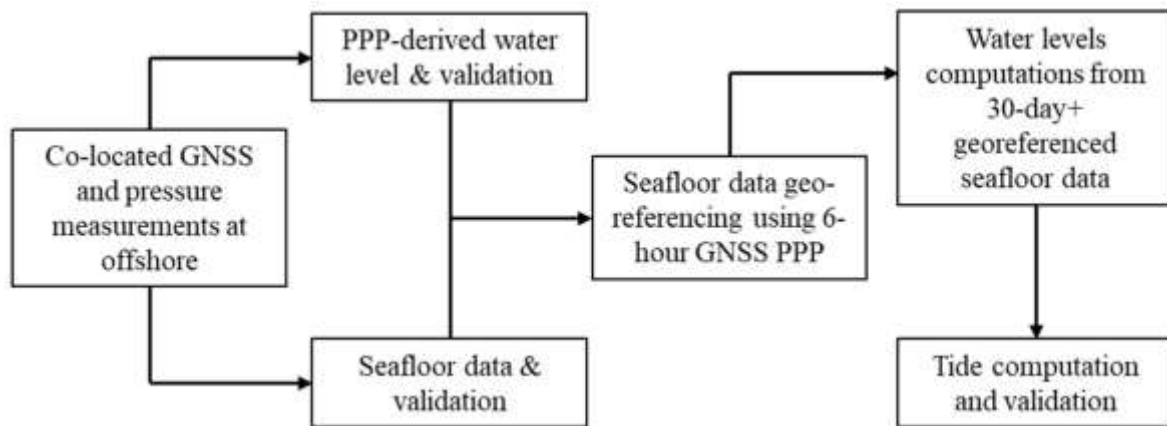 Co-located GNSS
and pressure
measurements at
offshore
PPP-derived water
level & validation
Seafloor data &
validation
Seafloor data geo-
referencing using 6-
hour GNSS PPP
Water levels
computations from
30-day+
georeferenced
seafloor data
Tide computation
and validation